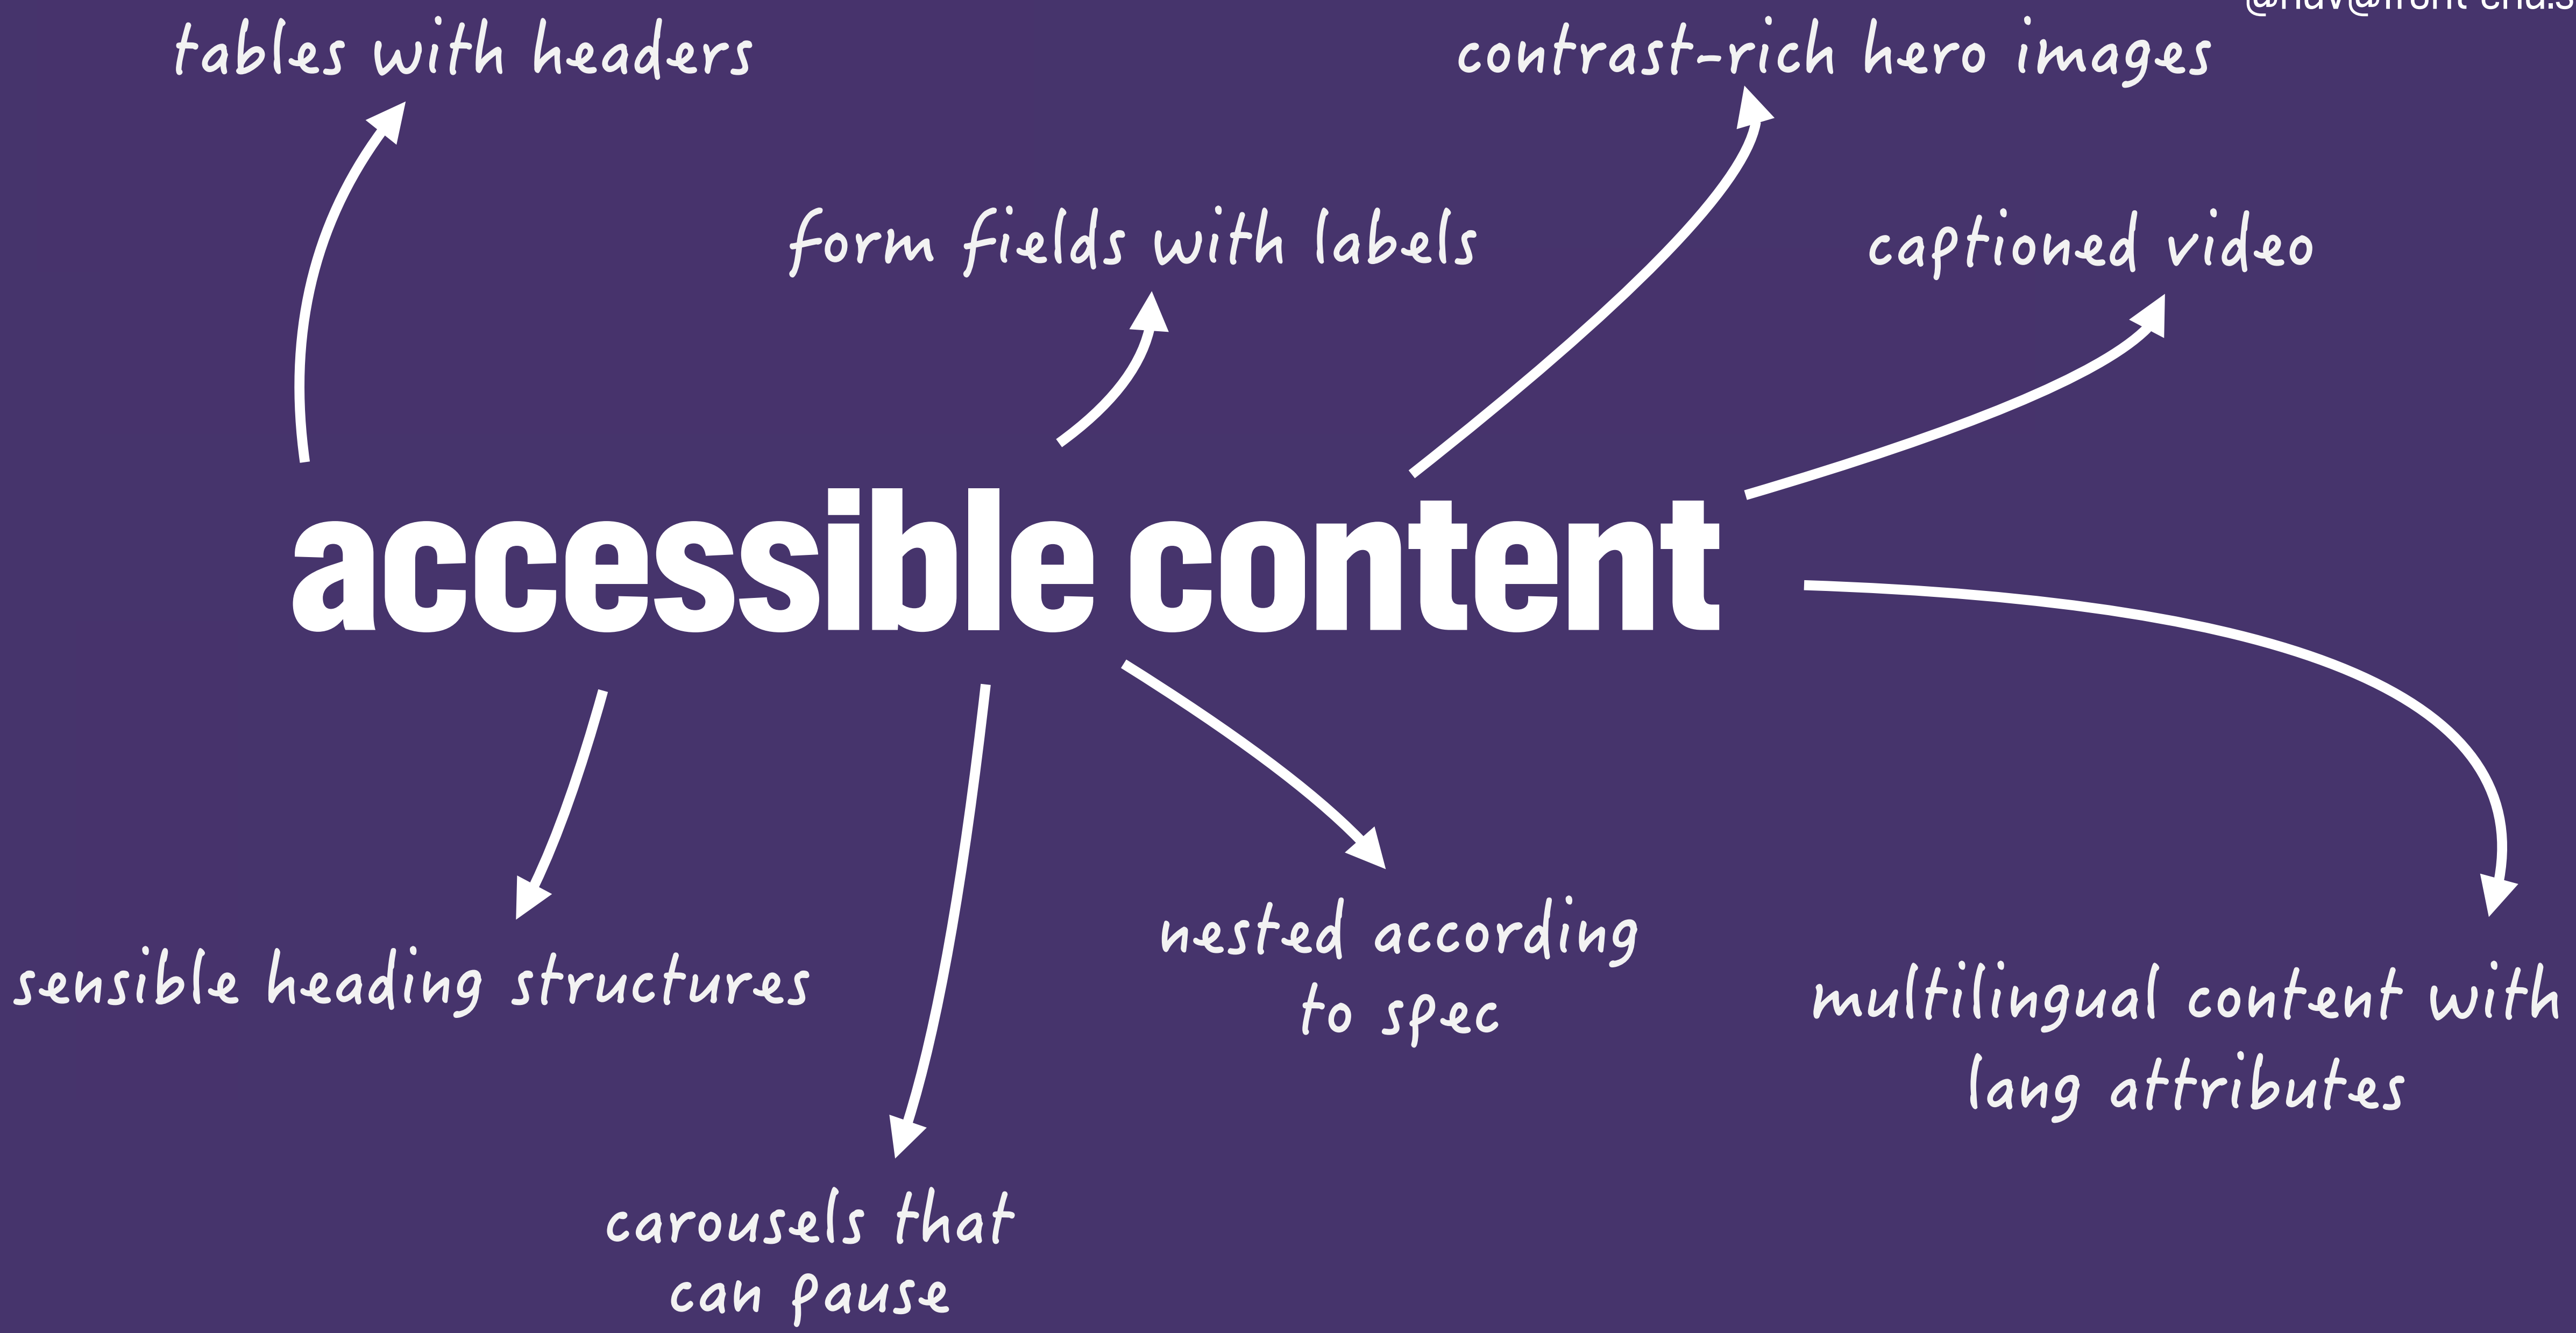 tables with headers
contrast-rich hero images
form fields with labels
captioned video
accessible content
sensible heading structures
nested according
to spec
multilingual content with
lang attributes
carousels that
can pause